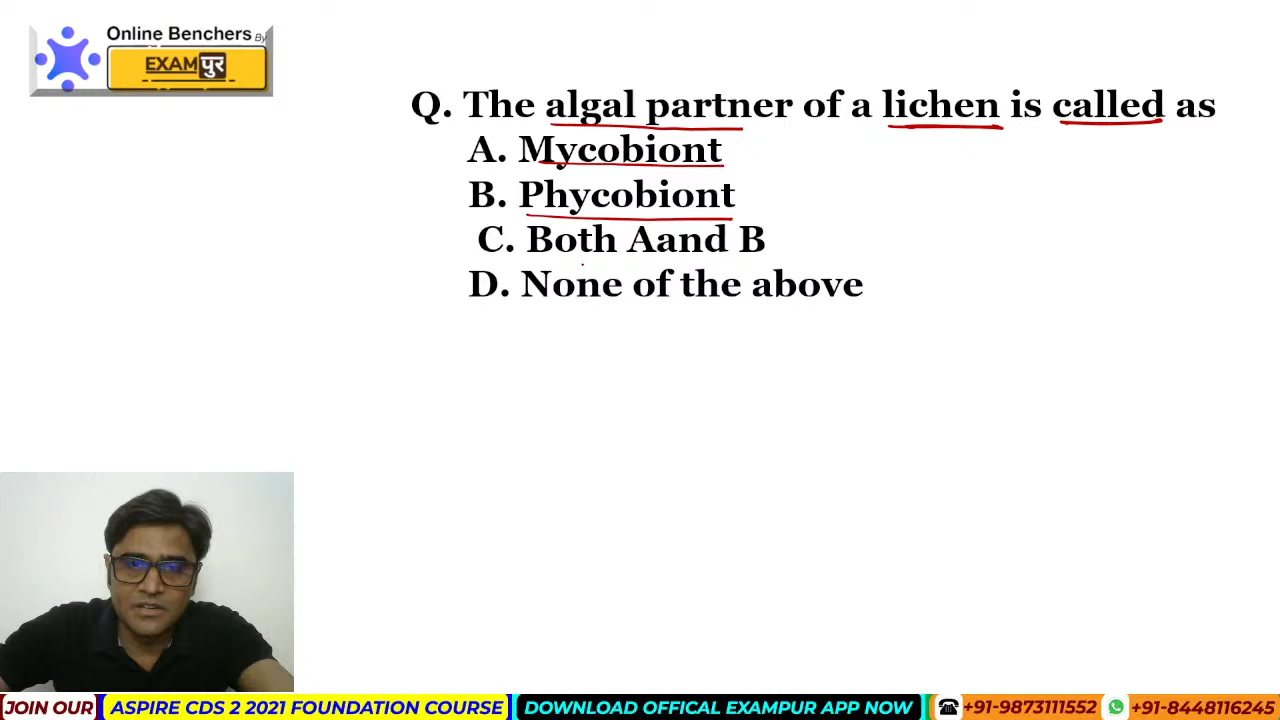 Online Benchers By
EXAMपुर
Q. The algal partner of a lichen is called as
A. Mycobiont
B. Phycobiont
C. Both Aand B
D. None of the above
JOIN OUR ASPIRE CDS 2 2021 FOUNDATION COURSE DOWNLOAD OFFICAL EXAMPUR APP NOW +91-9873111552 +91-8448116245